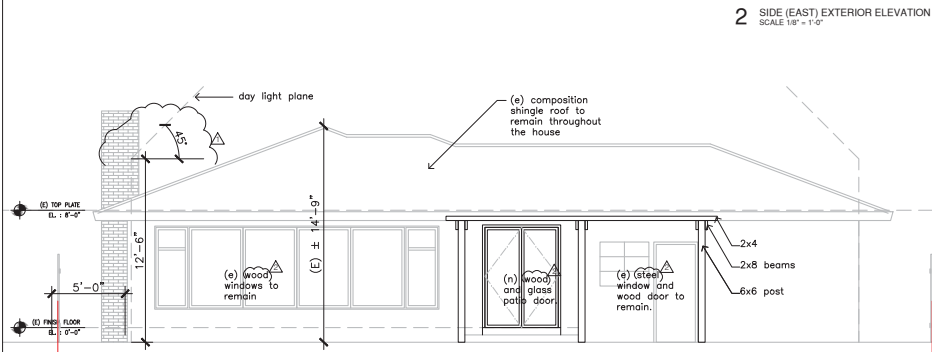 2 SIDE (EAST) EXTERIOR ELEVATION
SCALE 1/8" = 1'-0"
day light plane
(e) composition
shingle roof to
remain throughout
the house
45°
(E) TOP PLATE
EL. : 8'-0"
12'-6"
(E) ± 14'-9"
2x4
2x8 beams
6x6 post
(e) (wood)
windows to
remain
(n) (wood)
and glass
patio door.
(e) (steel)
window and
wood door to
remain.
5'-0"
(E) FINISH FLOOR
EL. : 0'-0"